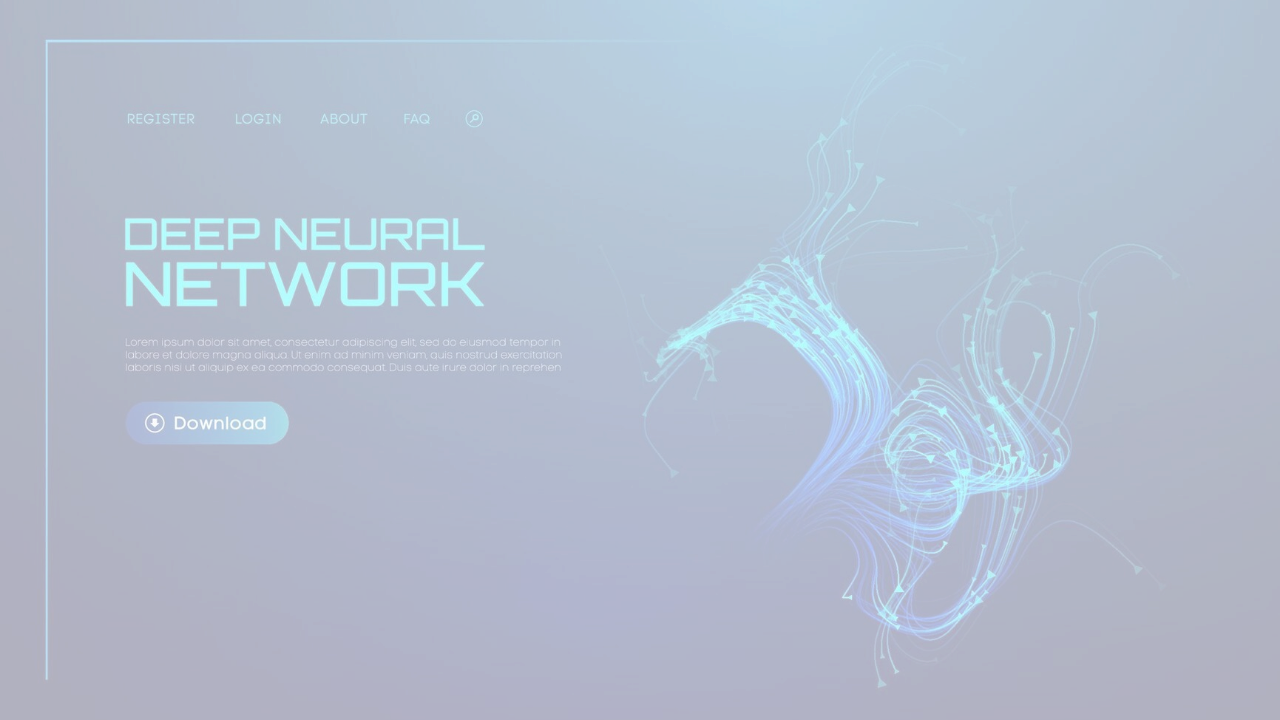 REGISTER LOGIN ABOUT FAQ
DEEP NEURAL
NETWORK
Lorem ipsum dolor sit amet, consectetur adipiscing elit, sed do eiusmod tempor in
labore et dolore magna aliqua. Ut enim ad minim veniam, quis nostrud exercitation
laboris nisi ut aliquip ex ea commodo consequat. Duis aute irure dolor in reprehen
Download